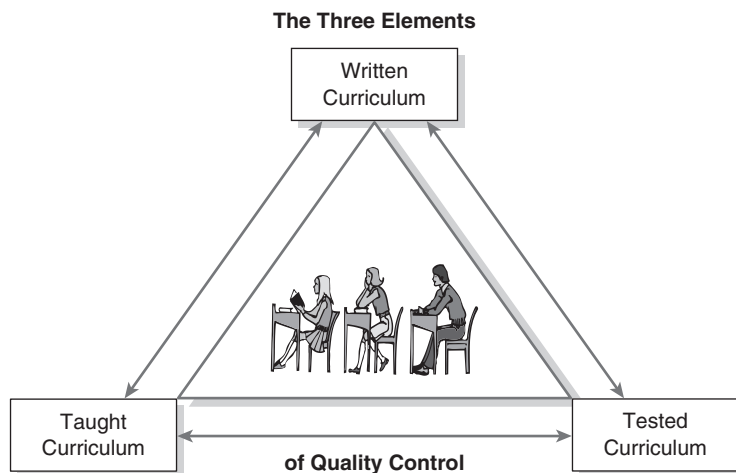 The Three Elements
Written
Curriculum
Taught
Curriculum
Tested
Curriculum
of Quality Control